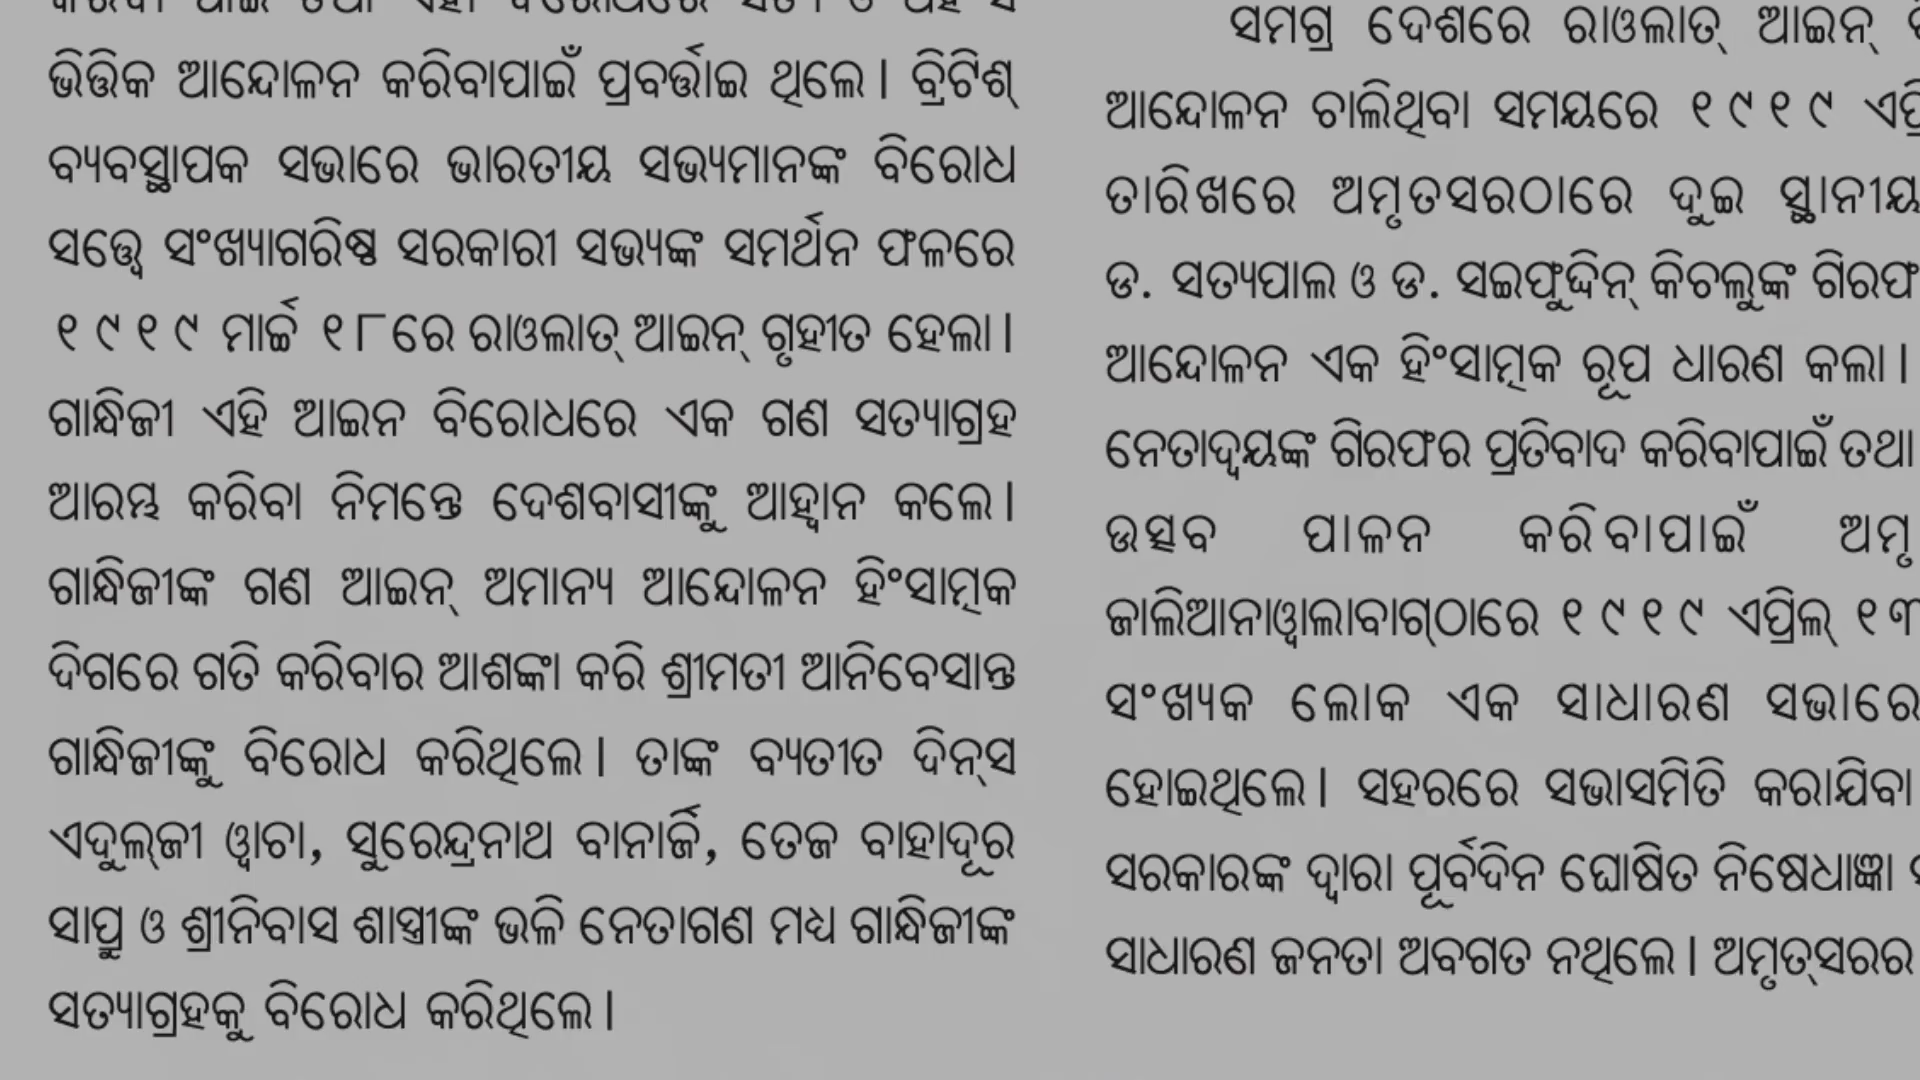 ଭିତ୍ତିକ ଆନ୍ଦୋଳନ କରିବାପାଇଁ ପ୍ରବର୍ତ୍ତାଇ ଥିଲେ। ବ୍ରିଟିଶ୍
ବ୍ୟବସ୍ଥାପକ ସଭାରେ ଭାରତୀୟ ସଭ୍ୟମାନଙ୍କ ବିରୋଧ
ସତ୍ତ୍ୱେ ସଂଖ୍ୟାଗରିଷ୍ଠ ସରକାରୀ ସଭ୍ୟଙ୍କ ସମର୍ଥନ ଫଳରେ
୧୯୧୯ ମାର୍ଚ୍ଚ ୧୮ରେ ରାଓଲାତ୍ ଆଇନ୍ ଗୃହୀତ ହେଲା।
ଗାନ୍ଧିଜୀ ଏହି ଆଇନ ବିରୋଧରେ ଏକ ଗଣ ସତ୍ୟାଗ୍ରହ
ଆରମ୍ଭ କରିବା ନିମନ୍ତେ ଦେଶବାସୀଙ୍କୁ ଆହ୍ୱାନ କଲେ।
ଗାନ୍ଧିଜୀଙ୍କ ଗଣ ଆଇନ୍ ଅମାନ୍ୟ ଆନ୍ଦୋଳନ ହିଂସାତ୍ମକ
ଦିଗରେ ଗତି କରିବାର ଆଶଙ୍କା କରି ଶ୍ରୀମତୀ ଆନିବେସାନ୍ତ
ଗାନ୍ଧିଜୀଙ୍କୁ ବିରୋଧ କରିଥିଲେ। ତାଙ୍କ ବ୍ୟତୀତ ଦିନ୍‌ସ
ଏଦୁଲ୍‌ଜୀ ୱାଚା, ସୁରେନ୍ଦ୍ରନାଥ ବାନାର୍ଜି, ତେଜ ବାହାଦୂର
ସାପ୍ରୁ ଓ ଶ୍ରୀନିବାସ ଶାସ୍ତ୍ରୀଙ୍କ ଭଳି ନେତାଗଣ ମଧ୍ୟ ଗାନ୍ଧିଜୀଙ୍କ
ସତ୍ୟାଗ୍ରହକୁ ବିରୋଧ କରିଥିଲେ।
ସମଗ୍ର ଦେଶରେ ରାଓଲାତ୍ ଆଇନ୍
ଆନ୍ଦୋଳନ ଚାଲିଥିବା ସମୟରେ ୧୯୧୯
ତାରିଖରେ ଅମୃତସରଠାରେ ଦୁଇ ସ୍ଥାନୀୟ
ଡ. ସତ୍ୟପାଲ ଓ ଡ. ସଇଫୁଦ୍ଦିନ୍ କିଚଲୁଙ୍କ ଗିରଫ
ଆନ୍ଦୋଳନ ଏକ ହିଂସାତ୍ମକ ରୂପ ଧାରଣ କଲା।
ନେତାଦ୍ୱୟଙ୍କ ଗିରଫର ପ୍ରତିବାଦ କରିବାପାଇଁ ତଥା
ଉତ୍ସବ ପାଳନ କରିବାପାଇଁ ଅମୃ
ଜାଲିଆନାୱାଲାବାଗ୍‌ଠାରେ ୧୯୧୯ ଏପ୍ରିଲ୍ ୧୩
ସଂଖ୍ୟକ ଲୋକ ଏକ ସାଧାରଣ ସଭାରେ
ହୋଇଥିଲେ। ସହରରେ ସଭାସମିତି କରାଯିବା
ସରକାରଙ୍କ ଦ୍ୱାରା ପୂର୍ବଦିନ ଘୋଷିତ ନିଷେଧାଜ୍ଞା
ସାଧାରଣ ଜନତା ଅବଗତ ନଥିଲେ। ଅମୃତ୍‌ସରର